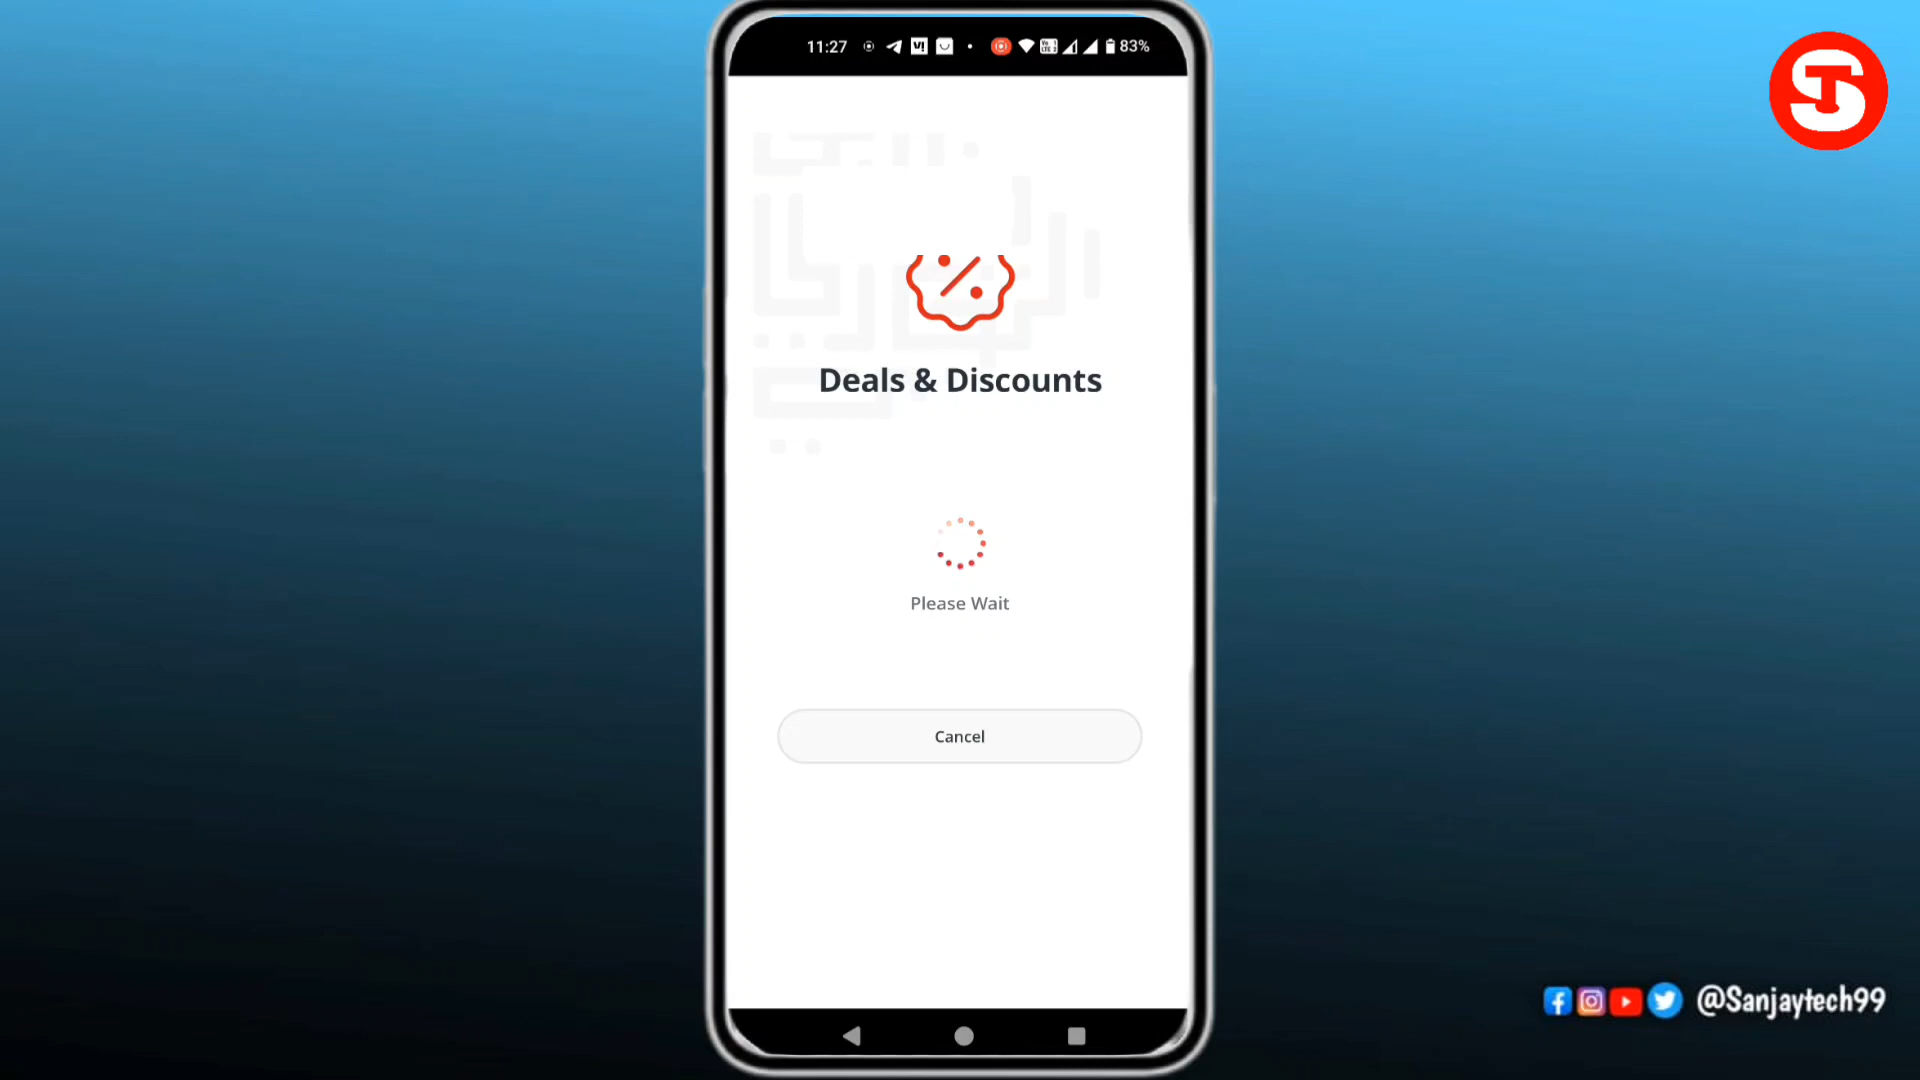 11:27 83%
Deals & Discounts
Please Wait
Cancel
@Sanjaytech99